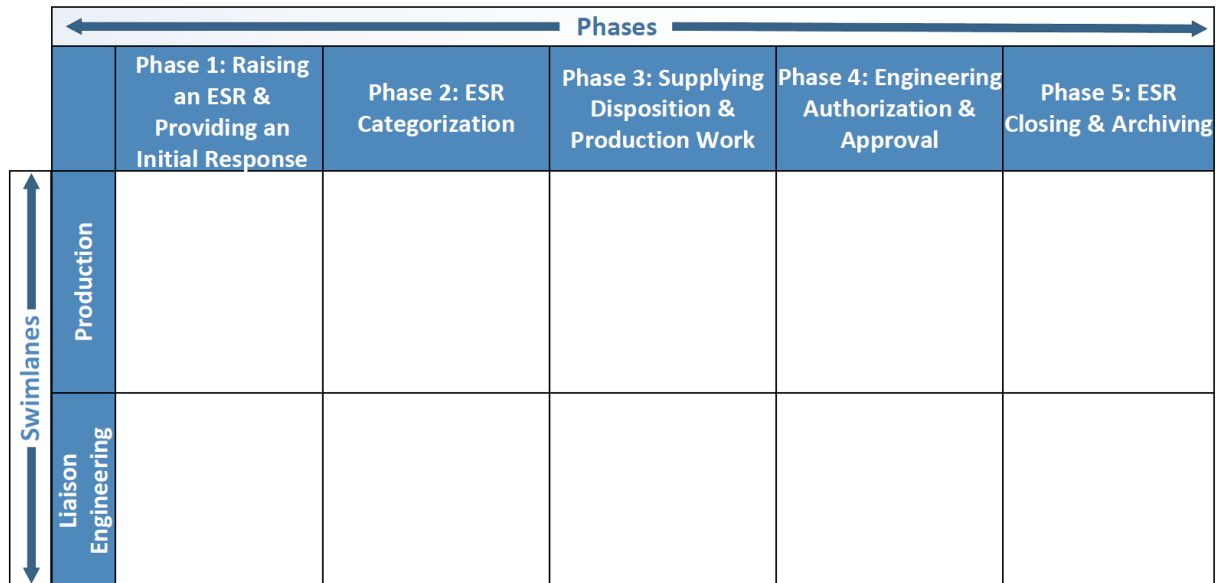 Phases
Phase 1: Raising
an ESR &
Providing an
Initial Response
Phase 2: ESR
Categorization
Phase 3: Supplying
Disposition &
Production Work
Phase 4: Engineering
Authorization &
Approval
Phase 5: ESR
Closing & Archiving
Swimlanes
Production
Liaison
Engineering